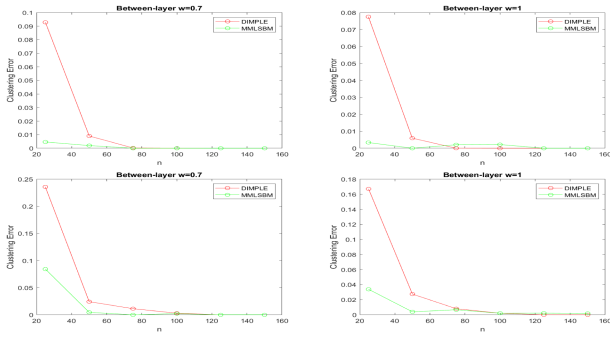 Between-layer w=0.7
Clustering Error
0.1
0.09
0.08
0.07
0.06
0.05
0.04
0.03
0.02
0.01
0
20 40 60 80 100 120 140 160
n
DIMPLE
MMLSBM
Between-layer w=1
Clustering Error
0.08
0.07
0.06
0.05
0.04
0.03
0.02
0.01
0
20 40 60 80 100 120 140 160
n
DIMPLE
MMLSBM
Between-layer w=0.7
Clustering Error
0.25
0.2
0.15
0.1
0.05
0
20 40 60 80 100 120 140 160
n
DIMPLE
MMLSBM
Between-layer w=1
Clustering Error
0.18
0.16
0.14
0.12
0.1
0.08
0.06
0.04
0.02
0
20 40 60 80 100 120 140 160
n
DIMPLE
MMLSBM